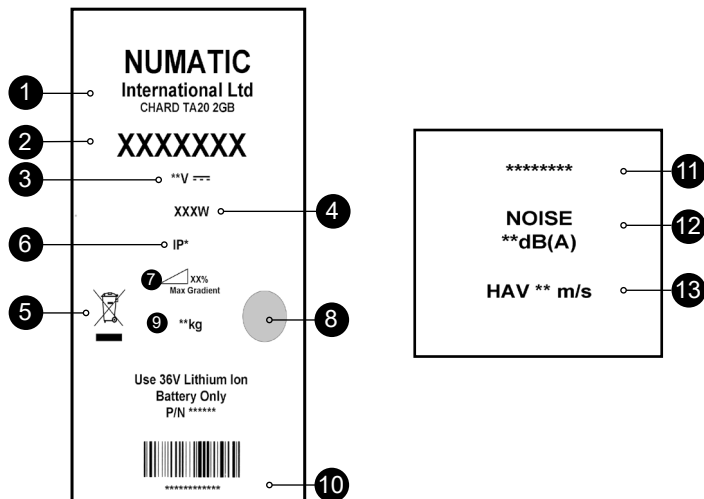 NUMATIC
International Ltd
CHARD TA20 2GB
1
2
XXXXXXX
3
**V
XXXW
4
6
IP*
7
XX%
Max Gradient
5
9
**kg
8
Use 36V Lithium Ion
Battery Only
P/N ******
************
10
********
11
NOISE
**dB(A)
12
HAV ** m/s
13